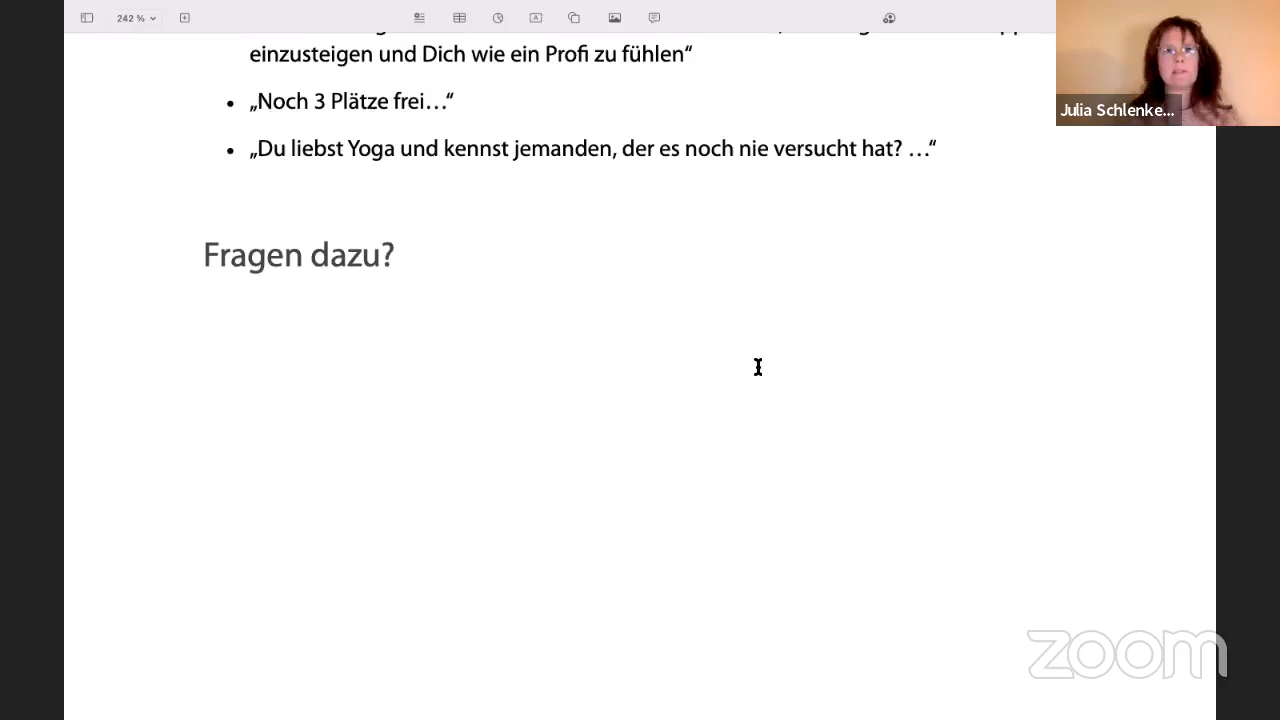 242 %
einzusteigen und Dich wie ein Profi zu fühlen“
• „Noch 3 Plätze frei…“
• „Du liebst Yoga und kennst jemanden, der es noch nie versucht hat? …“
Fragen dazu?
Julia Schlenke...
zoom